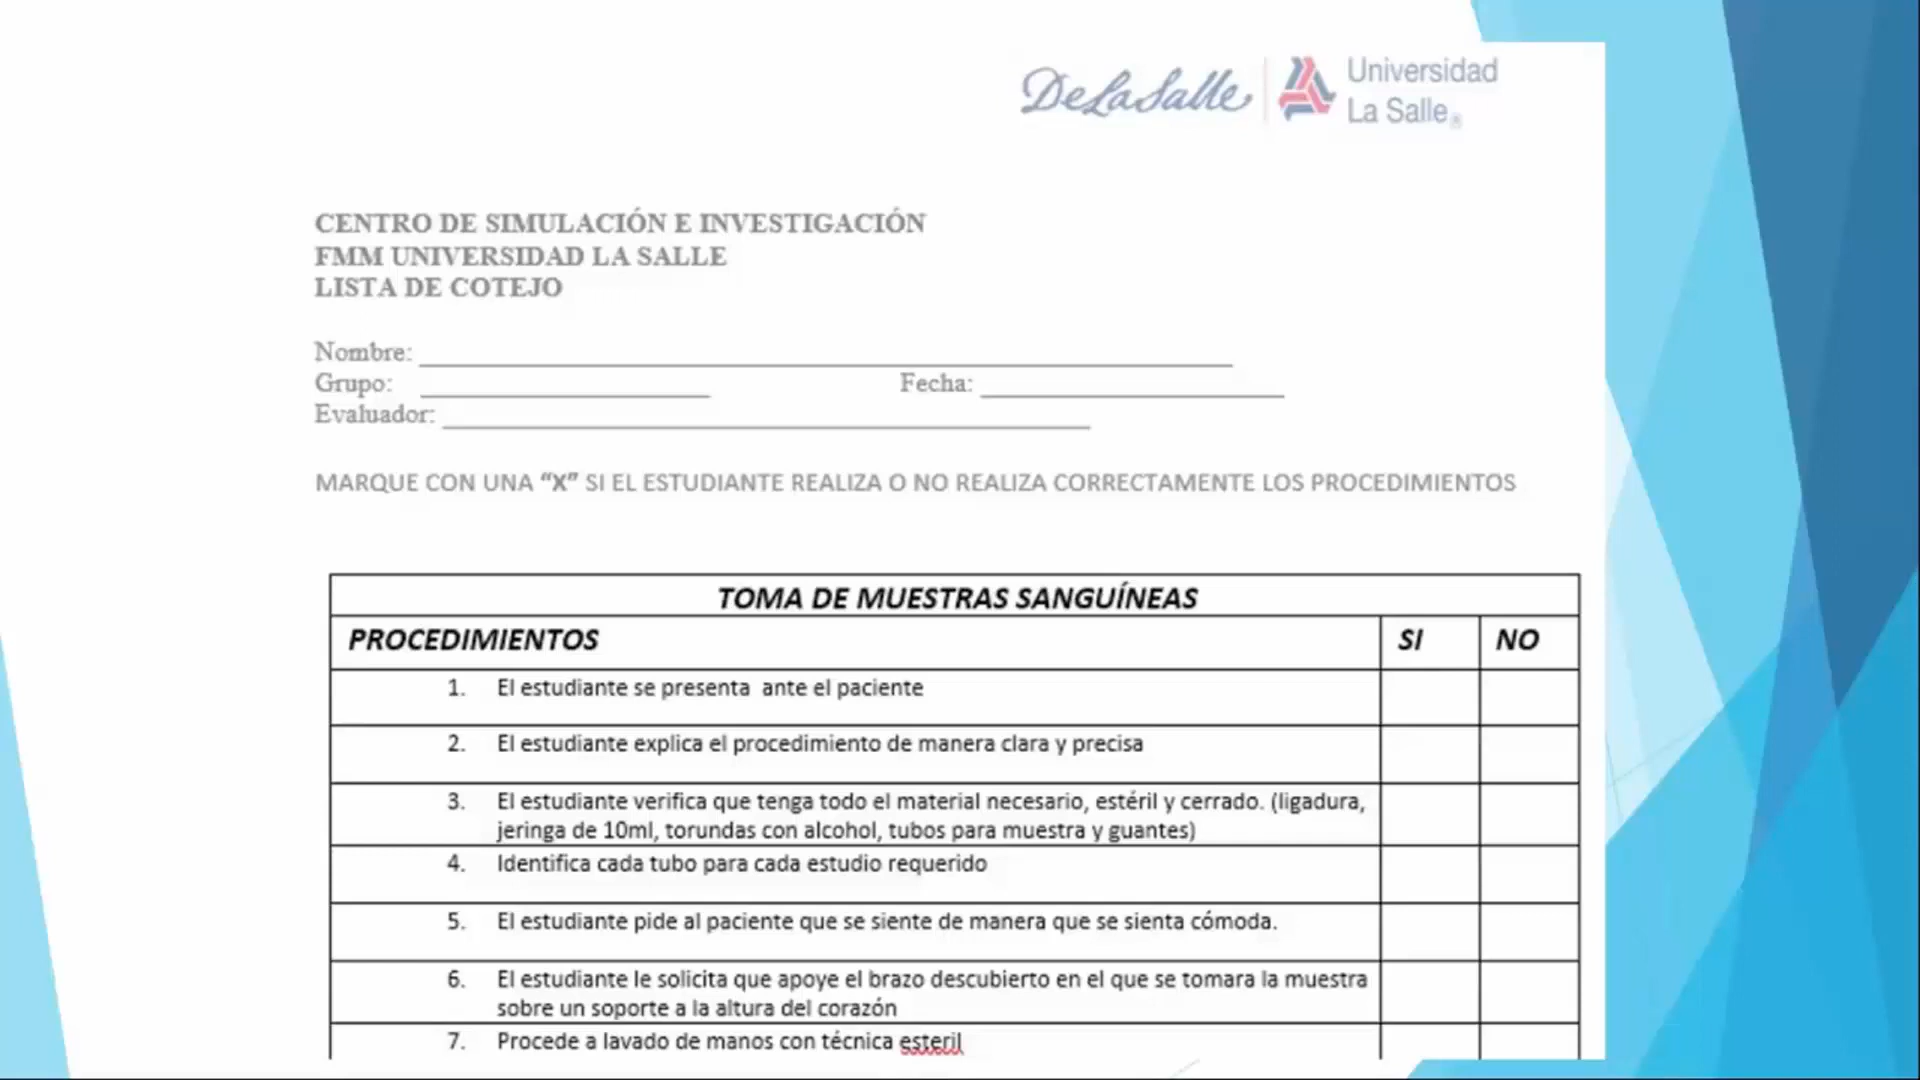 DeLaSalle
Universidad
La Salle®
CENTRO DE SIMULACIÓN E INVESTIGACIÓN
FMM UNIVERSIDAD LA SALLE
LISTA DE COTEJO
Nombre:
Grupo: Fecha:
Evaluador:
MARQUE CON UNA “X” SI EL ESTUDIANTE REALIZA O NO REALIZA CORRECTAMENTE LOS PROCEDIMIENTOS
TOMA DE MUESTRAS SANGUÍNEAS
PROCEDIMIENTOS SI NO
1. El estudiante se presenta ante el paciente
2. El estudiante explica el procedimiento de manera clara y precisa
3. El estudiante verifica que tenga todo el material necesario, estéril y cerrado. (ligadura,
jeringa de 10ml, torundas con alcohol, tubos para muestra y guantes)
4. Identifica cada tubo para cada estudio requerido
5. El estudiante pide al paciente que se siente de manera que se sienta cómoda.
6. El estudiante le solicita que apoye el brazo descubierto en el que se tomara la muestra
sobre un soporte a la altura del corazón
7. Procede a lavado de manos con técnica esteril